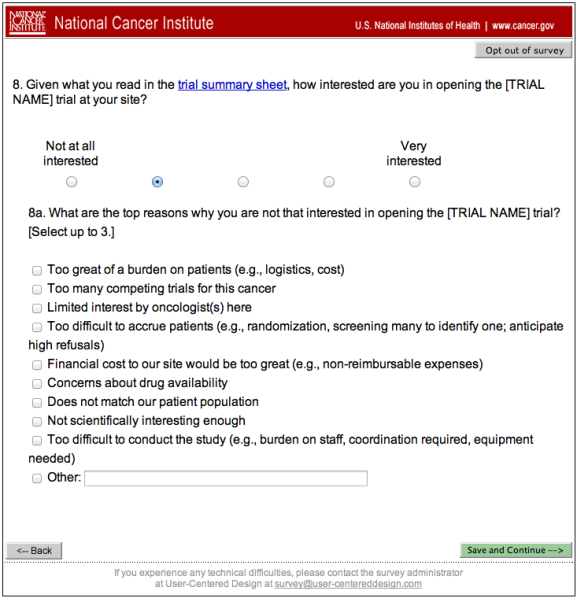 NATIONAL
CANCER
INSTITUTE
National Cancer Institute
U.S. National Institutes of Health | www.cancer.gov
Opt out of survey
8. Given what you read in the trial summary sheet, how interested are you in opening the [TRIAL
NAME] trial at your site?
Not at all
interested
Very
interested
8a. What are the top reasons why you are not that interested in opening the [TRIAL NAME] trial?
[Select up to 3.]
Too great of a burden on patients (e.g., logistics, cost)
Too many competing trials for this cancer
Limited interest by oncologist(s) here
Too difficult to accrue patients (e.g., randomization, screening many to identify one; anticipate
high refusals)
Financial cost to our site would be too great (e.g., non-reimbursable expenses)
Concerns about drug availability
Does not match our patient population
Not scientifically interesting enough
Too difficult to conduct the study (e.g., burden on staff, coordination required, equipment
needed)
Other:
<-- Back
Save and Continue -->
If you experience any technical difficulties, please contact the survey administrator
at User-Centered Design at survey@user-centereddesign.com